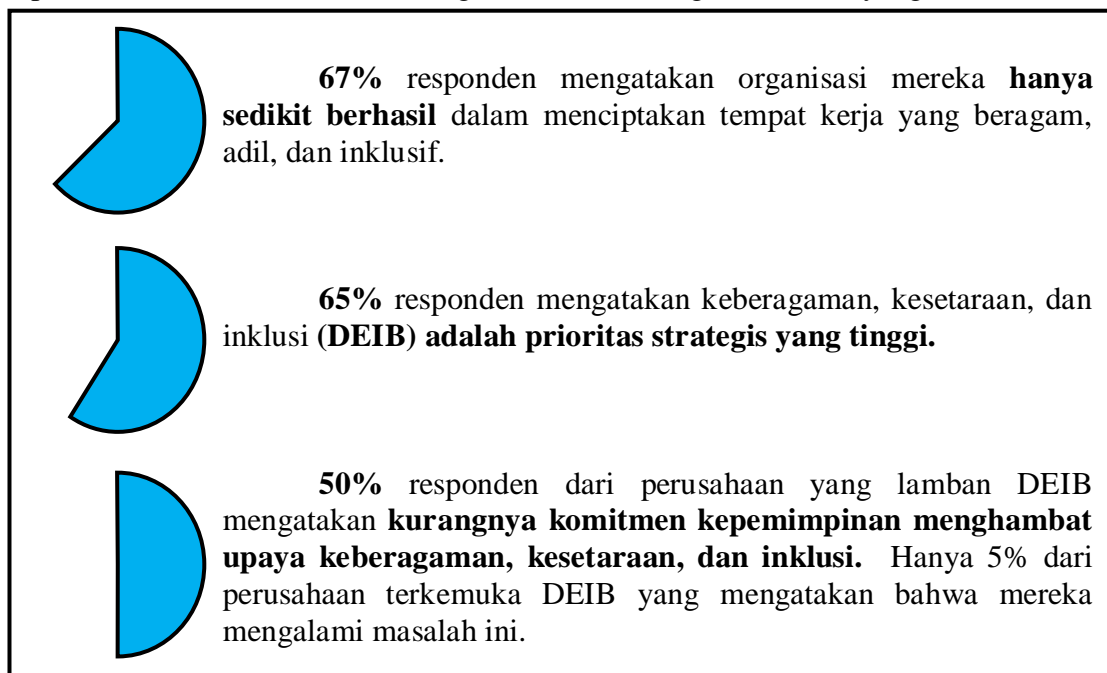 67% responden mengatakan organisasi mereka hanya
sedikit berhasil dalam menciptakan tempat kerja yang beragam,
adil, dan inklusif.
65% responden mengatakan keberagaman, kesetaraan, dan
inklusi (DEIB) adalah prioritas strategis yang tinggi.
50% responden dari perusahaan yang lamban DEIB
mengatakan kurangnya komitmen kepemimpinan menghambat
upaya keberagaman, kesetaraan, dan inklusi. Hanya 5% dari
perusahaan terkemuka DEIB yang mengatakan bahwa mereka
mengalami masalah ini.